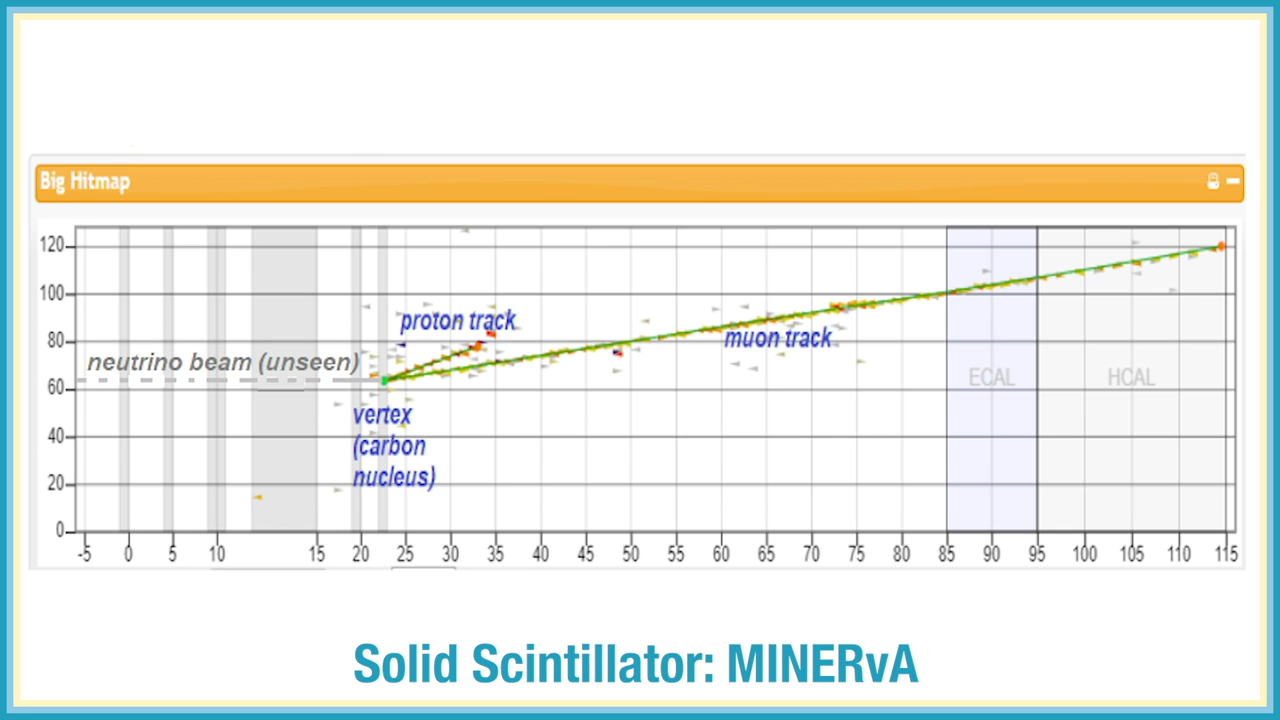 Big Hitmap
120
100
80
60
40
20
0
proton track
muon track
neutrino beam (unseen)
vertex
(carbon
nucleus)
ECAL
HCAL
-5 0 5 10 15 20 25 30 35 40 45 50 55 60 65 70 75 80 85 90 95 100 105 110 115
Solid Scintillator: MINERvA